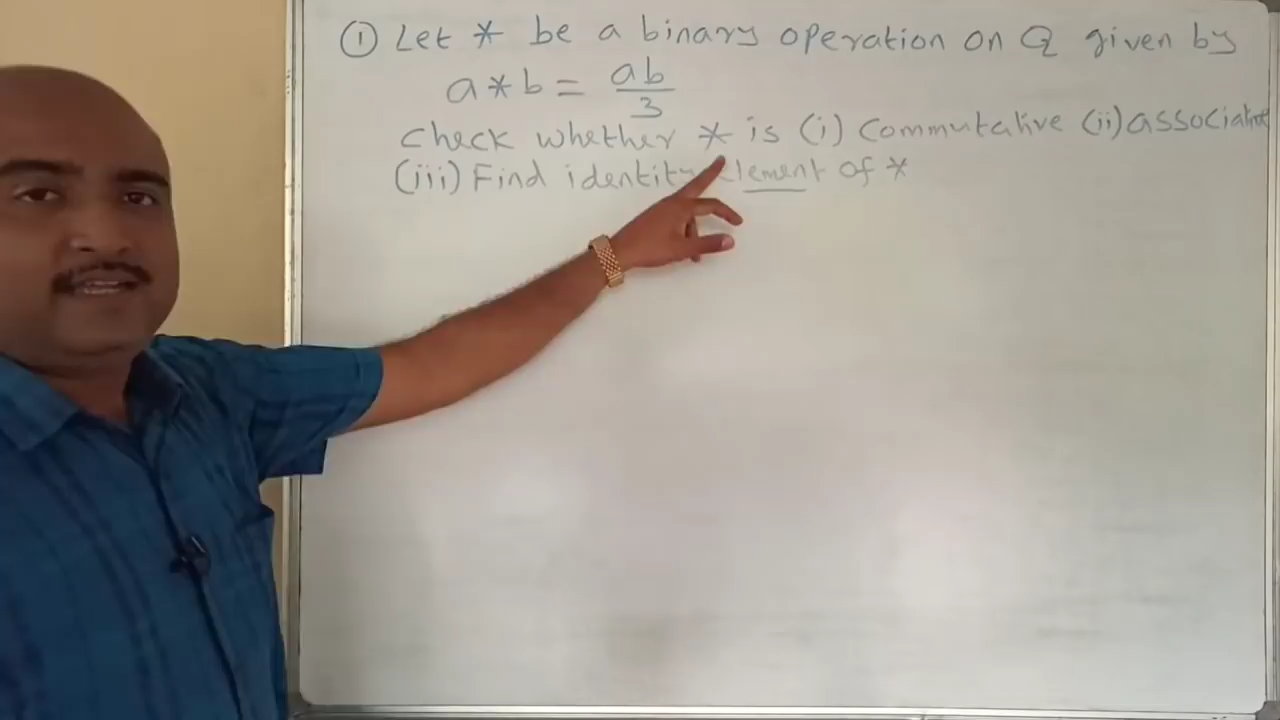 ① Let * be a binary operation on Q given by
a * b = ab/3
Check whether * is (i) Commutative (ii) associative
(iii) Find identity element of *